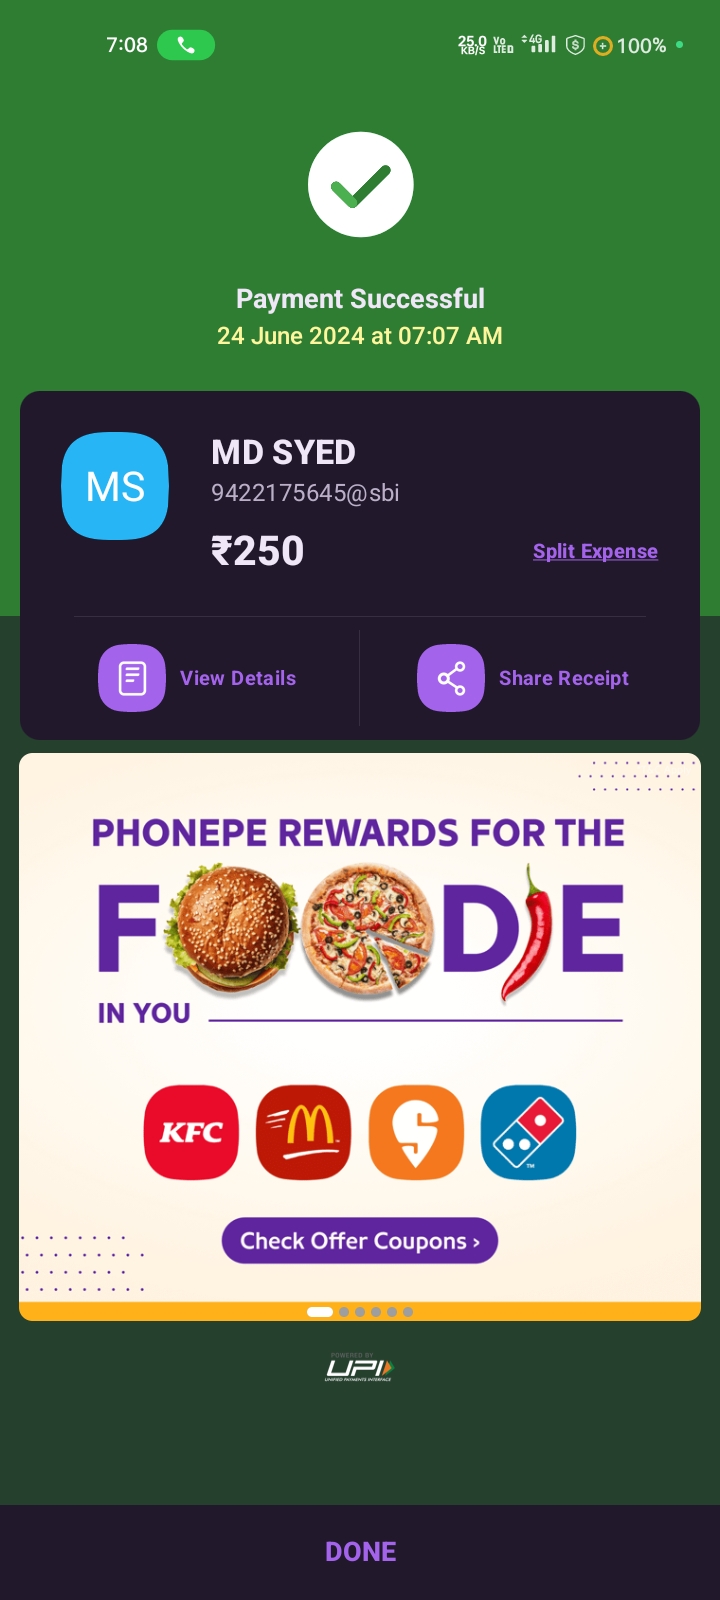 7:08
25.0 KB/S Vo LTED 4G 100%
Payment Successful
24 June 2024 at 07:07 AM
MS
MD SYED
9422175645@sbi
₹250
Split Expense
View Details
Share Receipt
PHONEPE REWARDS FOR THE
FOODIE
IN YOU
KFC
M
Check Offer Coupons ›
POWERED BY
UPI
UNIFIED PAYMENTS INTERFACE
DONE